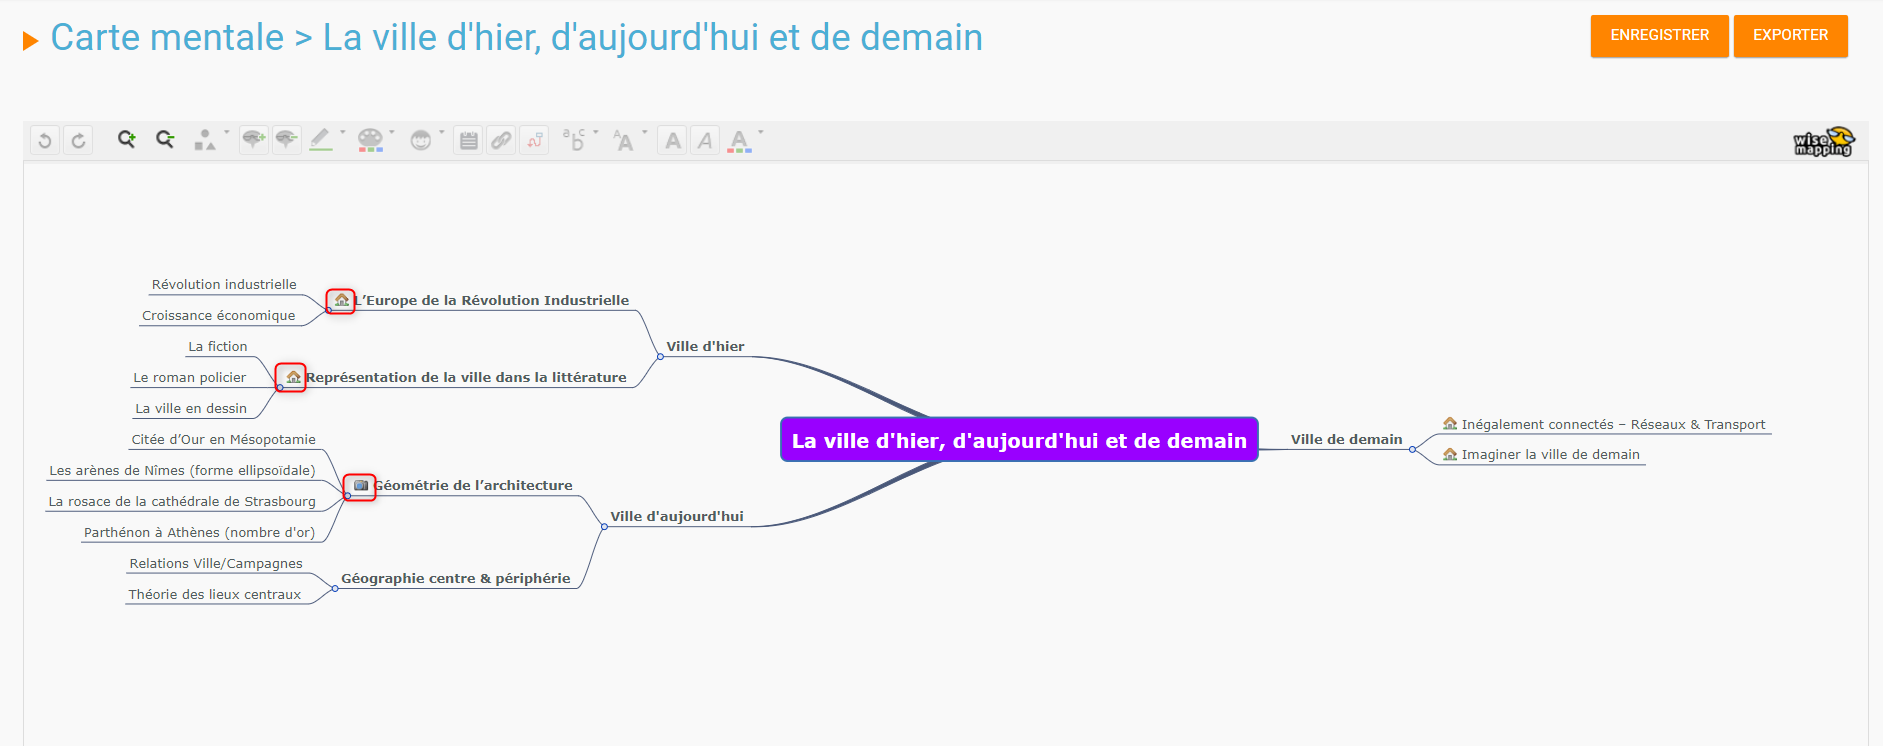 Carte mentale > La ville d'hier, d'aujourd'hui et de demain
ENREGISTRER
EXPORTER
wise mapping
Révolution industrielle
Croissance économique
L’Europe de la Révolution Industrielle
La fiction
Le roman policier
La ville en dessin
Représentation de la ville dans la littérature
Ville d'hier
Citée d’Our en Mésopotamie
Les arènes de Nîmes (forme ellipsoïdale)
La rosace de la cathédrale de Strasbourg
Parthénon à Athènes (nombre d'or)
Géométrie de l’architecture
Relations Ville/Campagnes
Théorie des lieux centraux
Géographie centre & périphérie
Ville d'aujourd'hui
La ville d'hier, d'aujourd'hui et de demain
Ville de demain
Inégalement connectés – Réseaux & Transport
Imaginer la ville de demain